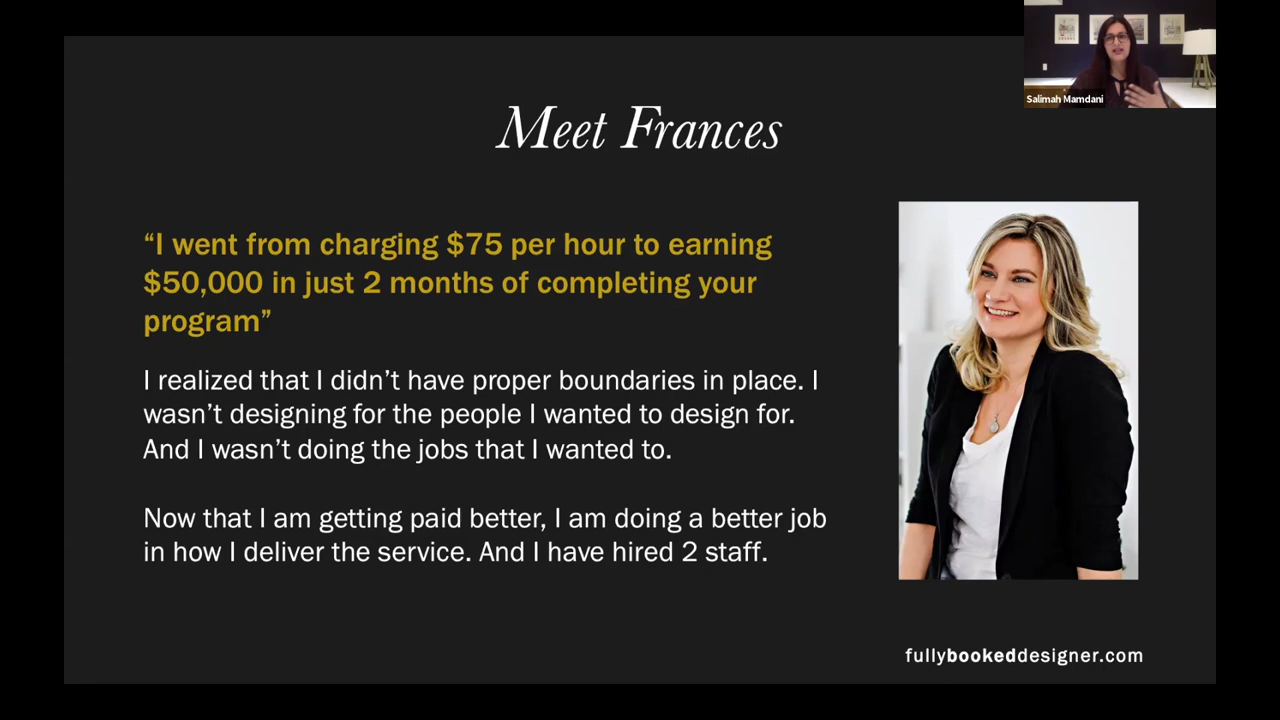 Salimah Mamdani
Meet Frances
“I went from charging $75 per hour to earning
$50,000 in just 2 months of completing your
program”
I realized that I didn’t have proper boundaries in place. I
wasn’t designing for the people I wanted to design for.
And I wasn’t doing the jobs that I wanted to.
Now that I am getting paid better, I am doing a better job
in how I deliver the service. And I have hired 2 staff.
fullybookeddesigner.com